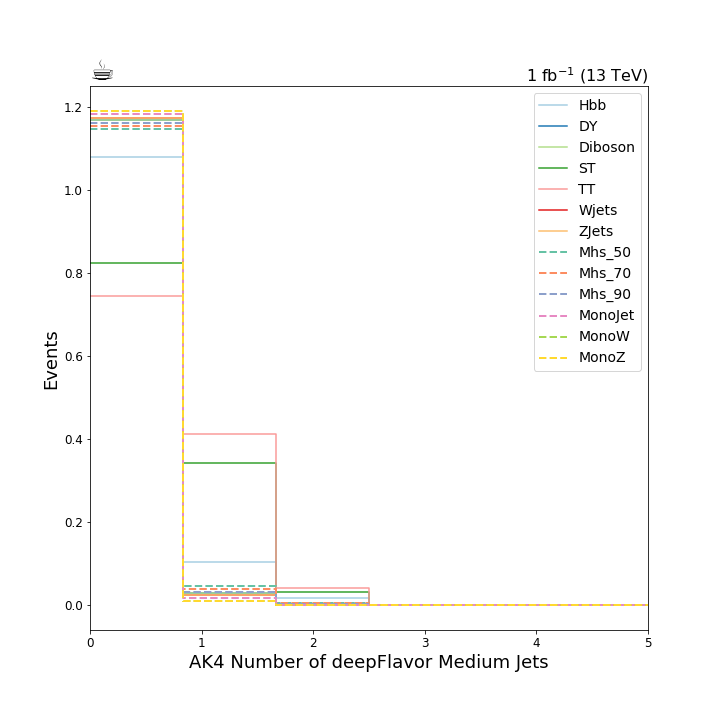 ☕
1 fb⁻¹ (13 TeV)
1.2
1.0
0.8
0.6
0.4
0.2
0.0
Events
0 1 2 3 4 5
AK4 Number of deepFlavor Medium Jets
Hbb
DY
Diboson
ST
TT
Wjets
ZJets
Mhs_50
Mhs_70
Mhs_90
MonoJet
MonoW
MonoZ